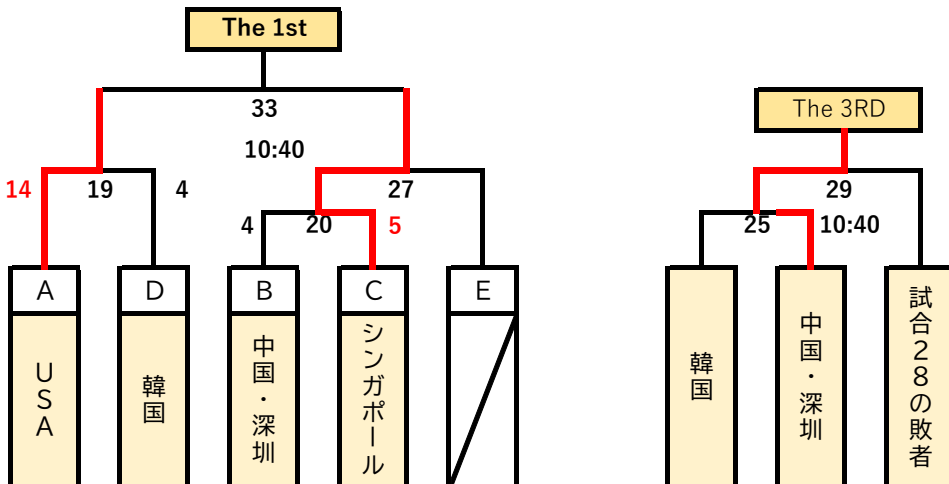 The 1st
33
10:40
14
19
4
27
4
20
5
A
D
B
C
E
USA
韓国
中国・深圳
シンガポール
The 3RD
29
25
10:40
韓国
中国・深圳
試合28の敗者